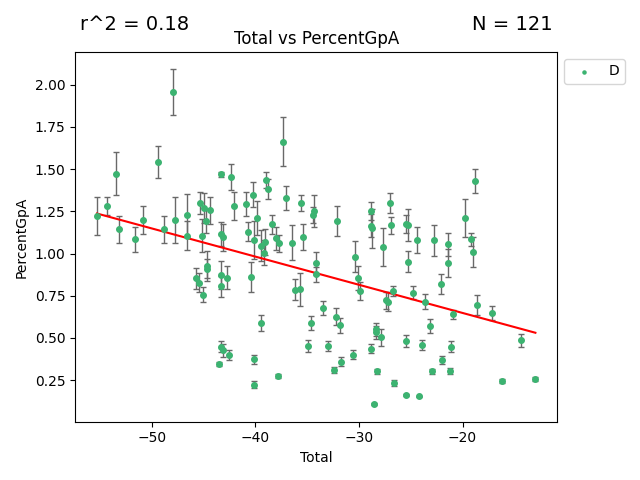 r^2 = 0.18
N = 121
Total vs PercentGpA
D
2.00
1.75
1.50
1.25
1.00
0.75
0.50
0.25
PercentGpA
−50
−40
−30
−20
Total